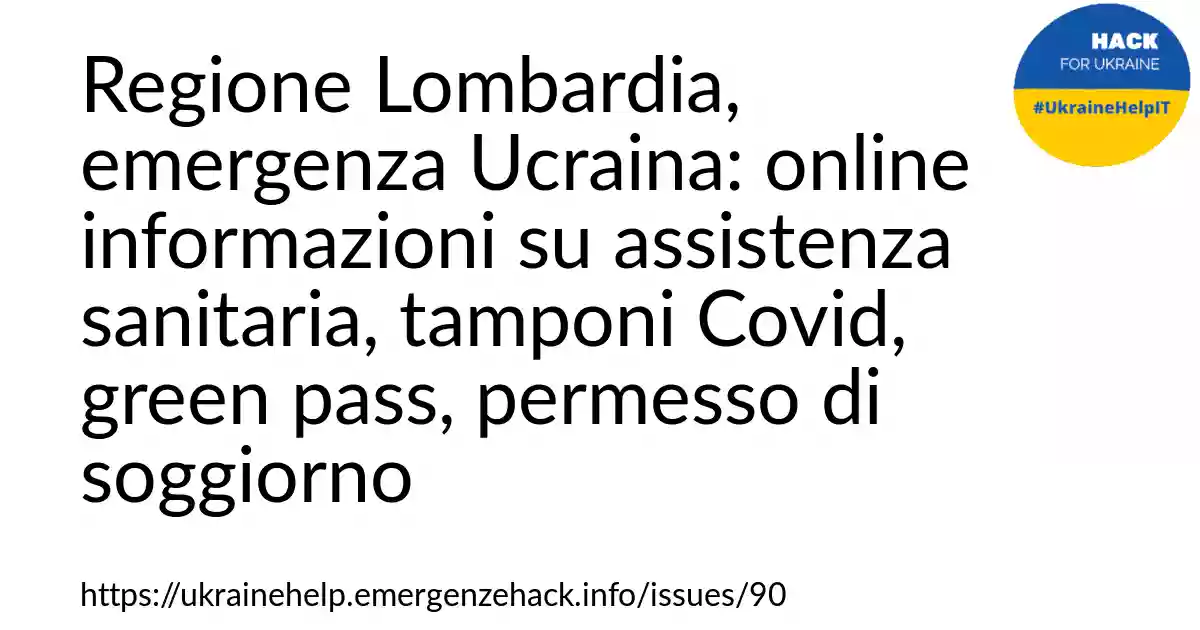 HACK
FOR UKRAINE
#UkraineHelpIT
Regione Lombardia,
emergenza Ucraina: online
informazioni su assistenza
sanitaria, tamponi Covid,
green pass, permesso di
soggiorno
https://ukrainehelp.emergenzehack.info/issues/90